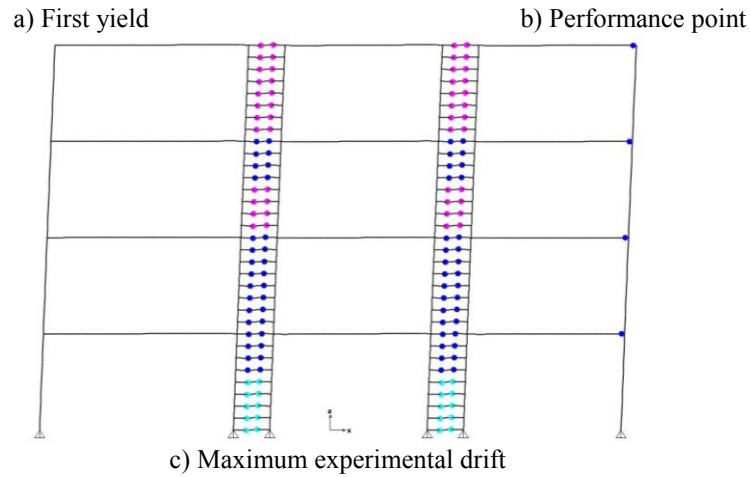 a) First yield
b) Performance point
z
x
c) Maximum experimental drift